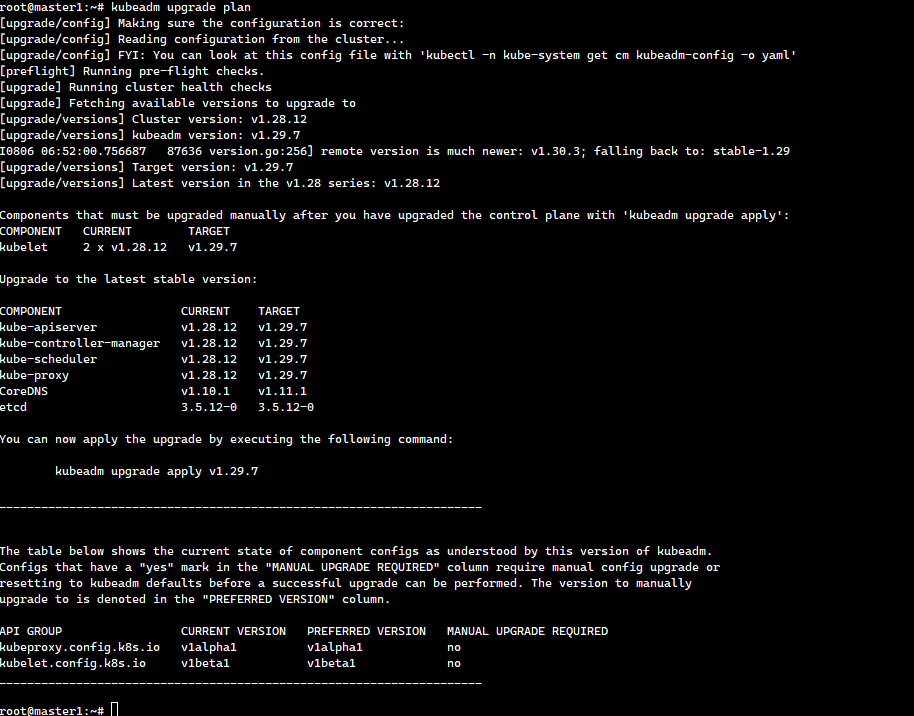 root@master1:~# kubeadm upgrade plan
[upgrade/config] Making sure the configuration is correct:
[upgrade/config] Reading configuration from the cluster...
[upgrade/config] FYI: You can look at this config file with 'kubectl -n kube-system get cm kubeadm-config -o yaml'
[preflight] Running pre-flight checks.
[upgrade] Running cluster health checks
[upgrade] Fetching available versions to upgrade to
[upgrade/versions] Cluster version: v1.28.12
[upgrade/versions] kubeadm version: v1.29.7
I0806 06:52:00.756687   87636 version.go:256] remote version is much newer: v1.30.3; falling back to: stable-1.29
[upgrade/versions] Target version: v1.29.7
[upgrade/versions] Latest version in the v1.28 series: v1.28.12
Components that must be upgraded manually after you have upgraded the control plane with 'kubeadm upgrade apply':
COMPONENT   CURRENT        TARGET
kubelet     2 x v1.28.12   v1.29.7
Upgrade to the latest stable version:
COMPONENT                 CURRENT    TARGET
kube-apiserver            v1.28.12   v1.29.7
kube-controller-manager   v1.28.12   v1.29.7
kube-scheduler            v1.28.12   v1.29.7
kube-proxy                v1.28.12   v1.29.7
CoreDNS                   v1.10.1    v1.11.1
etcd                      3.5.12-0   3.5.12-0
You can now apply the upgrade by executing the following command:
        kubeadm upgrade apply v1.29.7
_____________________________________________________________________
The table below shows the current state of component configs as understood by this version of kubeadm.
Configs that have a "yes" mark in the "MANUAL UPGRADE REQUIRED" column require manual config upgrade or
resetting to kubeadm defaults before a successful upgrade can be performed. The version to manually
upgrade to is denoted in the "PREFERRED VERSION" column.
API GROUP                 CURRENT VERSION   PREFERRED VERSION   MANUAL UPGRADE REQUIRED
kubeproxy.config.k8s.io   v1alpha1          v1alpha1            no
kubelet.config.k8s.io     v1beta1           v1beta1             no
_____________________________________________________________________
root@master1:~#